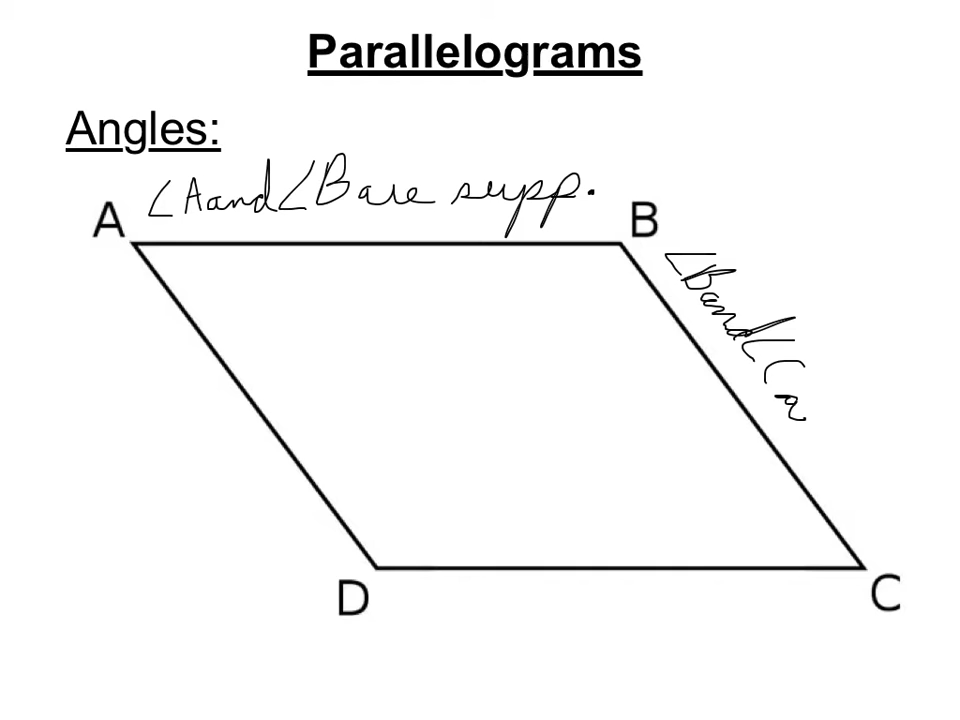 Parallelograms
Angles:
∠A and ∠B are supp.
A
B
∠B and ∠C a
D
C